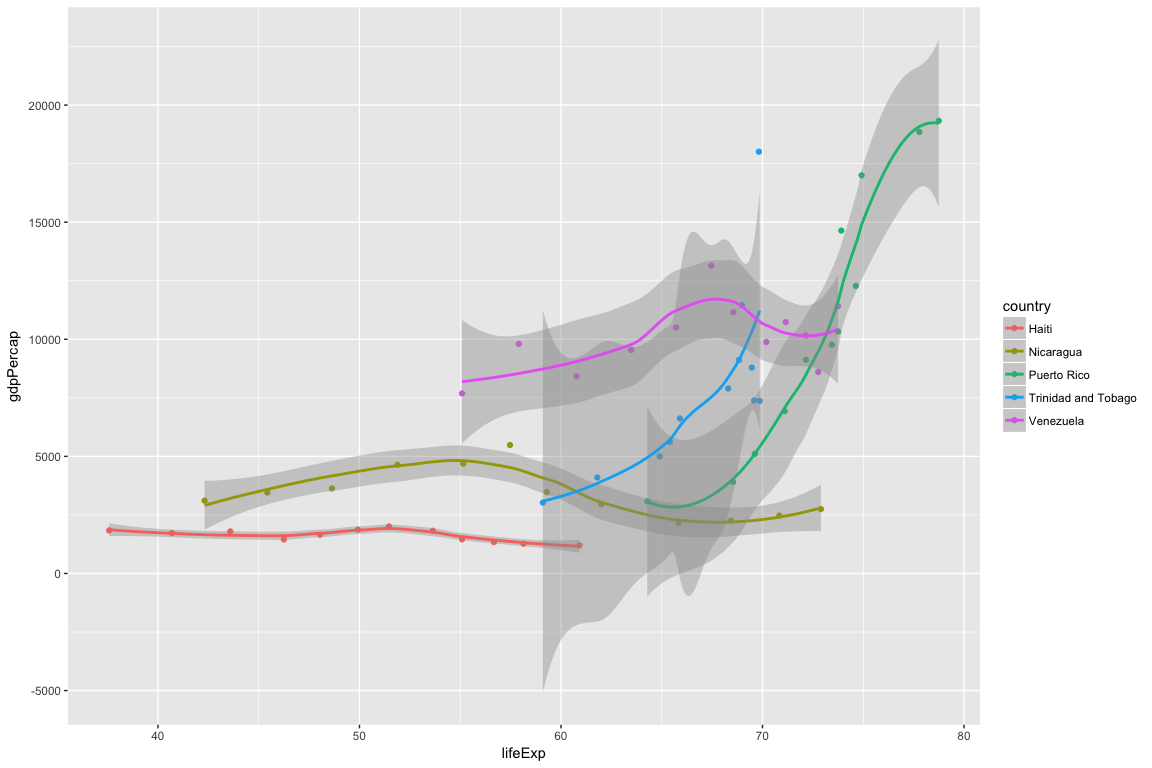 20000
15000
10000
5000
0
-5000
gdpPercap
40 50 60 70 80
lifeExp
country
Haiti
Nicaragua
Puerto Rico
Trinidad and Tobago
Venezuela